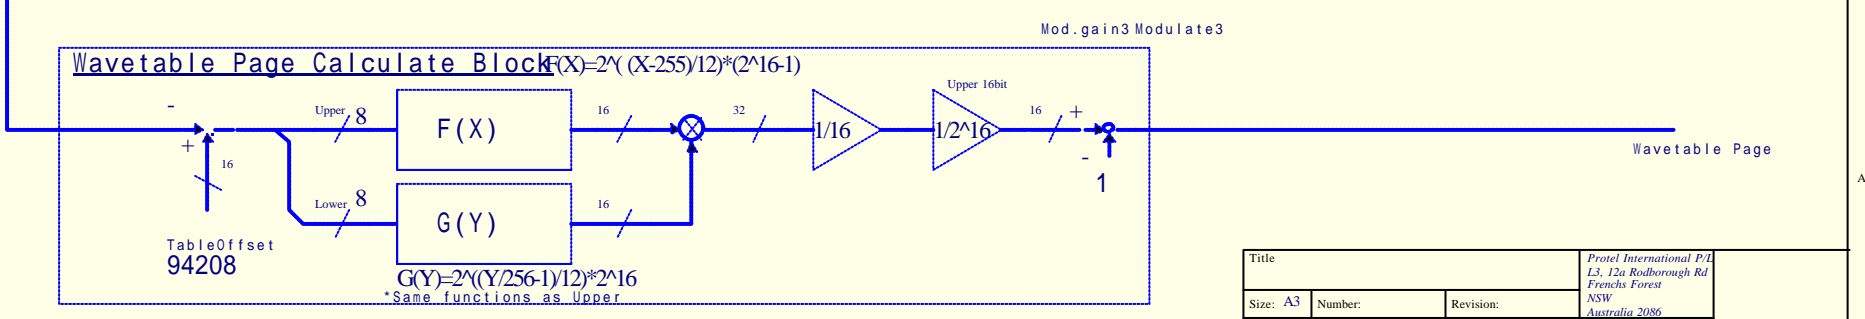 Mod.gain3 Modulate3
Wavetable Page Calculate Block F(X)=2^( (X-255)/12)*(2^16-1)
Upper 16bit
-
Upper 8
16
32
16
+
F(X)
1/16
1/2^16
+
16
-
1
Wavetable Page
A
Lower 8
16
G(Y)
TableOffset
94208
G(Y)=2^((Y/256-1)/12)*2^16
*Same functions as Upper
Title
Protel International P/L
L3, 12a Rodborough Rd
Frenchs Forest
NSW
Australia 2086
Size: A3
Number:
Revision: